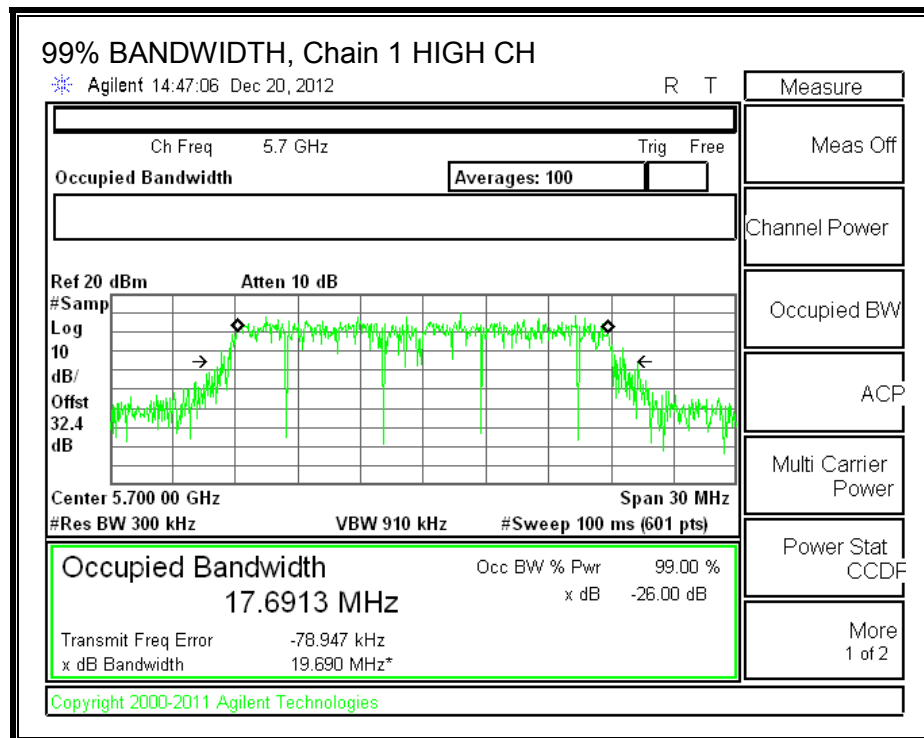 99% BANDWIDTH, Chain 1 HIGH CH
Agilent 14:47:06 Dec 20, 2012 R T
Measure
Ch Freq 5.7 GHz Trig Free
Occupied Bandwidth Averages: 100
Meas Off
Channel Power
Occupied BW
ACP
Multi Carrier
Power
Power Stat
CCDF
More
1 of 2
Ref 20 dBm Atten 10 dB
#Samp
Log
10
dB/
Offst
32.4
dB
Center 5.700 00 GHz Span 30 MHz
#Res BW 300 kHz VBW 910 kHz #Sweep 100 ms (601 pts)
Occupied Bandwidth Occ BW % Pwr 99.00 %
17.6913 MHz x dB -26.00 dB
Transmit Freq Error -78.947 kHz
x dB Bandwidth 19.690 MHz*
Copyright 2000-2011 Agilent Technologies